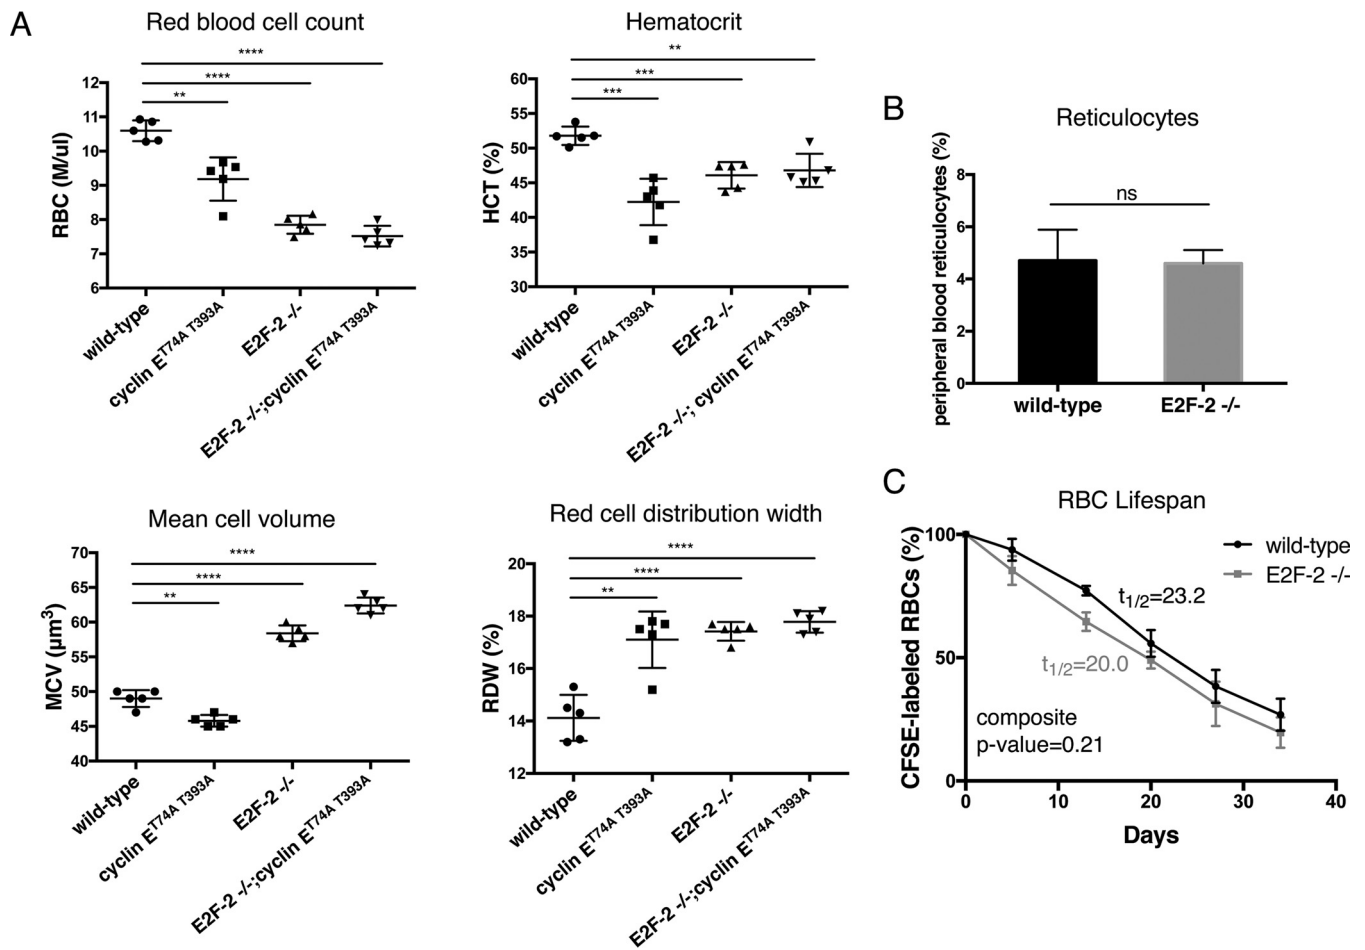 A
Red blood cell count
****
****
**
RBC (M/ul)
12
11
10
9
8
7
6
wild-type
cyclin E^T74A T393A
E2F-2 -/-
E2F-2 -/-;cyclin E^T74A T393A
Hematocrit
**
***
***
HCT (%)
60
55
50
45
40
35
30
wild-type
cyclin E^T74A T393A
E2F-2 -/-
E2F-2 -/-; cyclin E^T74A T393A
Mean cell volume
****
****
**
MCV (µm³)
70
65
60
55
50
45
40
wild-type
cyclin E^T74A T393A
E2F-2 -/-
E2F-2 -/-;cyclin E^T74A T393A
Red cell distribution width
****
****
**
RDW (%)
20
18
16
14
12
wild-type
cyclin E^T74A T393A
E2F-2 -/-
E2F-2 -/-;cyclin E^T74A T393A
B
Reticulocytes
ns
peripheral blood reticulocytes (%)
8
6
4
2
0
wild-type
E2F-2 -/-
C
RBC Lifespan
CFSE-labeled RBCs (%)
100
50
0
wild-type
E2F-2 -/-
t1/2=23.2
t1/2=20.0
composite
p-value=0.21
0 10 20 30 40
Days